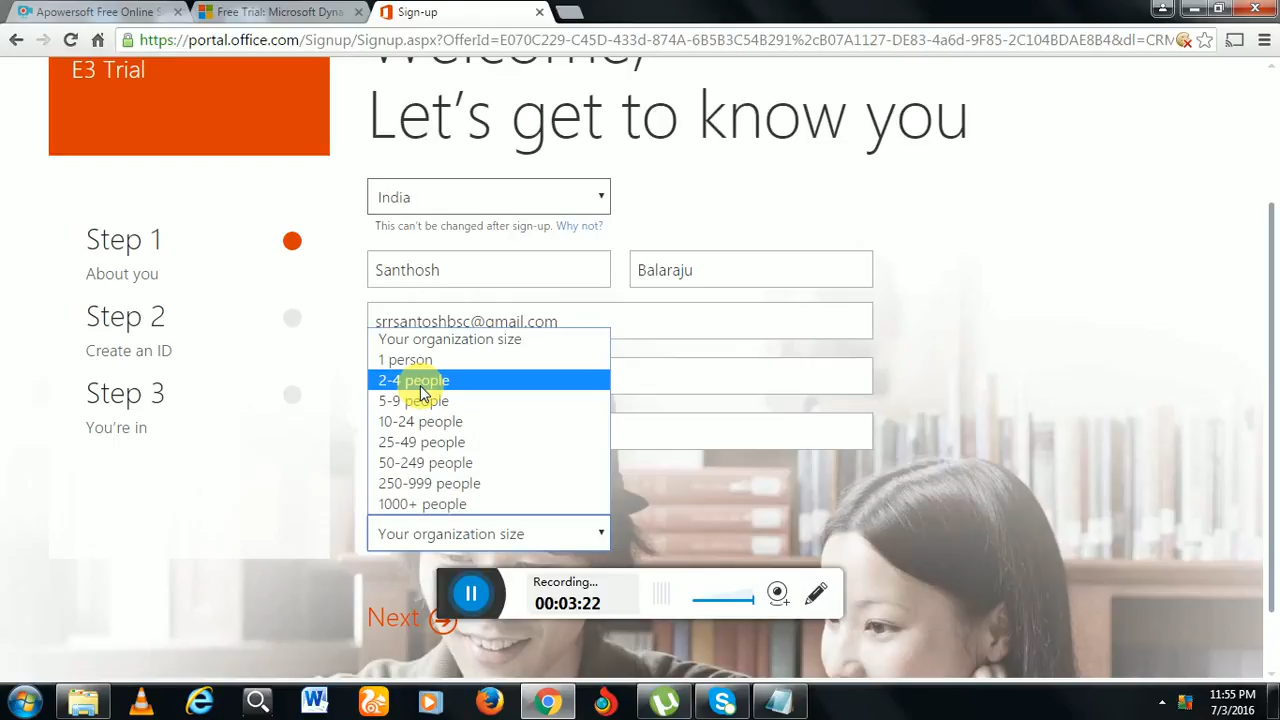 Apowersoft Free Online S
Free Trial: Microsoft Dyna
Sign-up
https://portal.office.com/Signup/Signup.aspx?OfferId=E070C229-C45D-433d-874A-6B5B3C54B291%2cB07A1127-DE83-4a6d-9F85-2C104BDAE8B4&dl=CRM
E3 Trial
Welcome,
Let's get to know you
India
This can't be changed after sign-up. Why not?
Step 1
About you
Santhosh
Balaraju
Step 2
Create an ID
srrsantoshbsc@gmail.com
Your organization size
1 person
2-4 people
5-9 people
10-24 people
25-49 people
50-249 people
250-999 people
1000+ people
Step 3
You're in
Your organization size
Recording...
00:03:22
Next
11:55 PM
7/3/2016